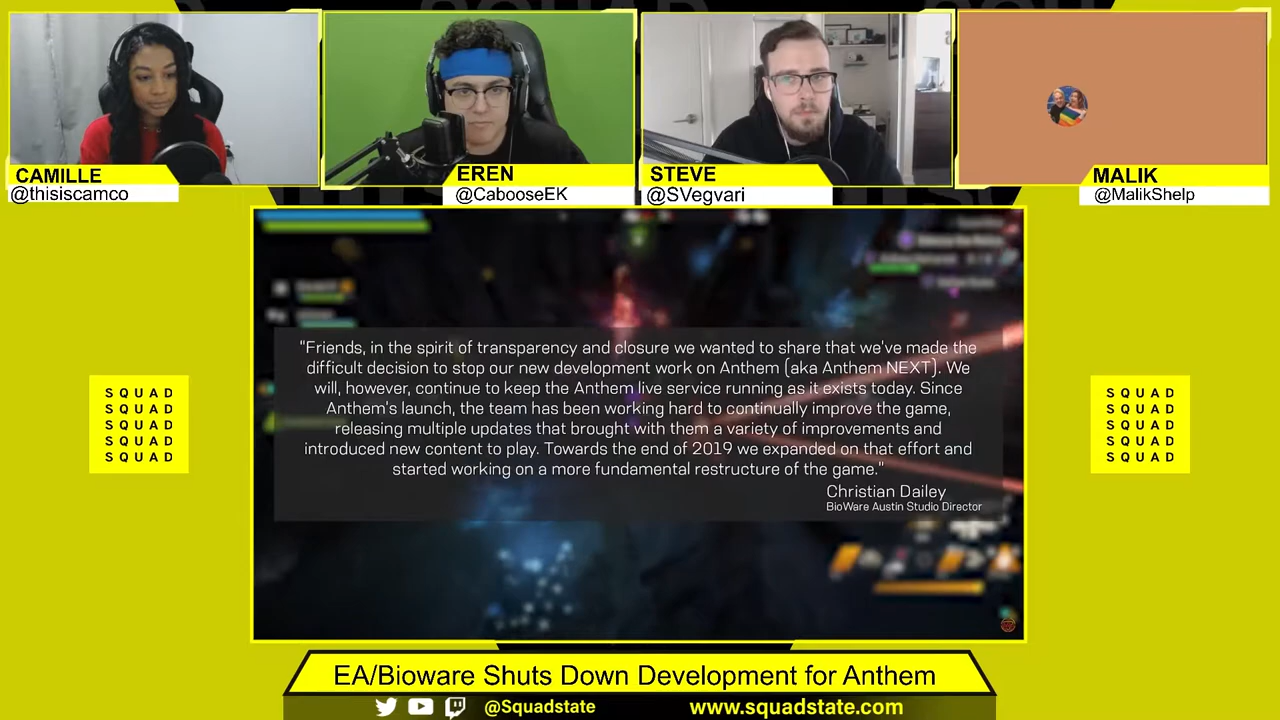 CAMILLE
@thisiscamco
EREN
@CabooseEK
STEVE
@SVegvari
MALIK
@MalikShelp
"Friends, in the spirit of transparency and closure we wanted to share that we've made the
difficult decision to stop our new development work on Anthem (aka Anthem NEXT). We
will, however, continue to keep the Anthem live service running as it exists today. Since
Anthem's launch, the team has been working hard to continually improve the game,
releasing multiple updates that brought with them a variety of improvements and
introduced new content to play. Towards the end of 2019 we expanded on that effort and
started working on a more fundamental restructure of the game."
Christian Dailey
BioWare Austin Studio Director
SQUAD
SQUAD
SQUAD
SQUAD
SQUAD
SQUAD
SQUAD
SQUAD
SQUAD
SQUAD
EA/Bioware Shuts Down Development for Anthem
@Squadstate
www.squadstate.com